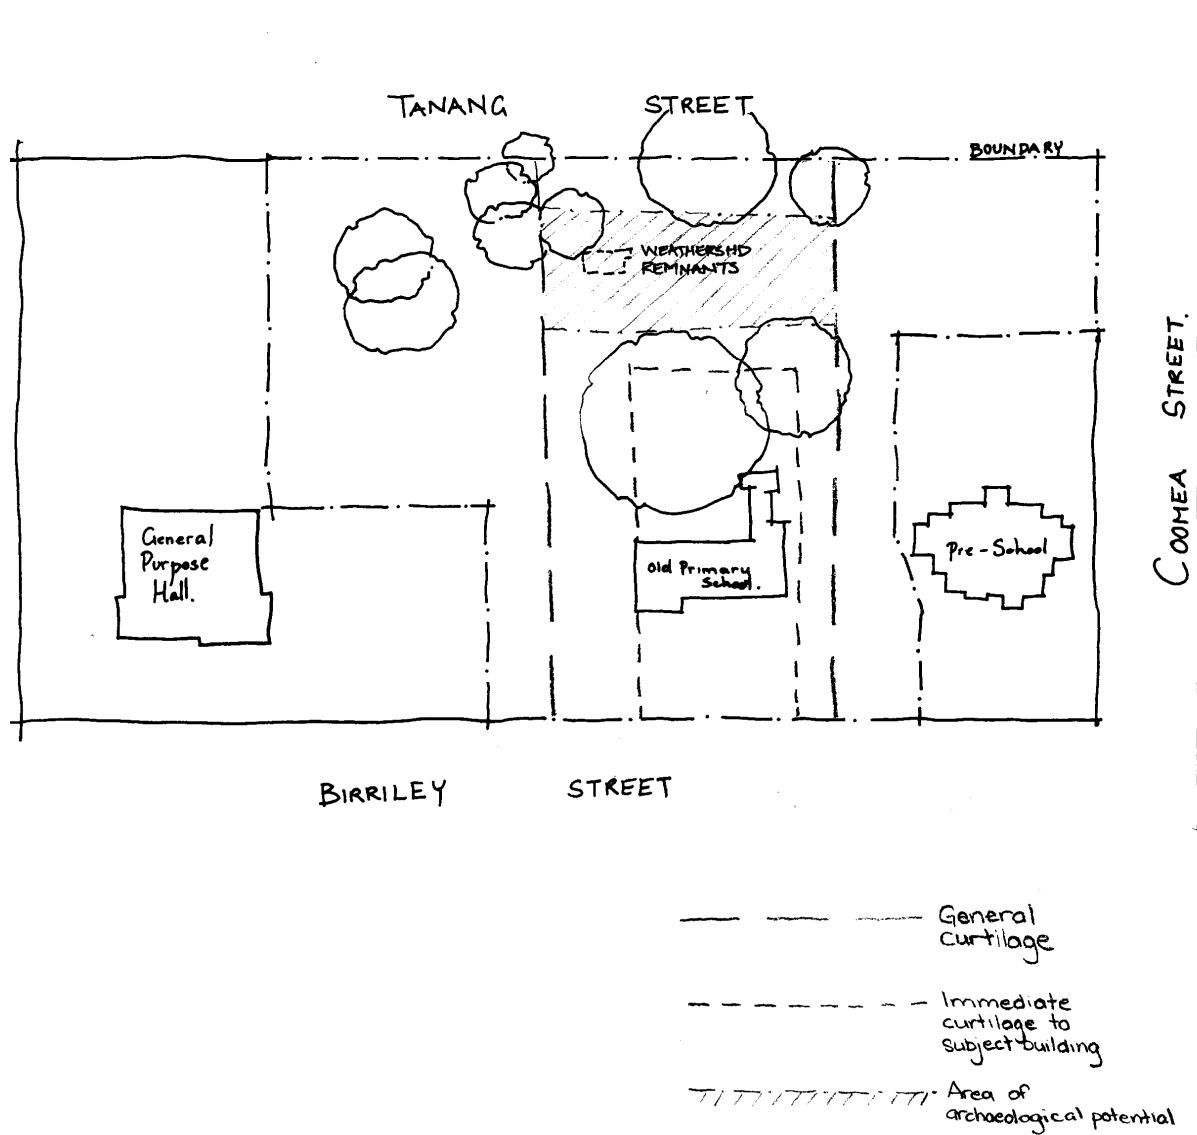 TANANG STREET
BOUNDARY
WEATHERSHD
REMNANTS
COOMEA STREET.
General
Purpose
Hall.
Old Primary
School.
Pre-School
BIRRILEY STREET
General
curtilage
Immediate
curtilage to
subject building
Area of
archaeological potential